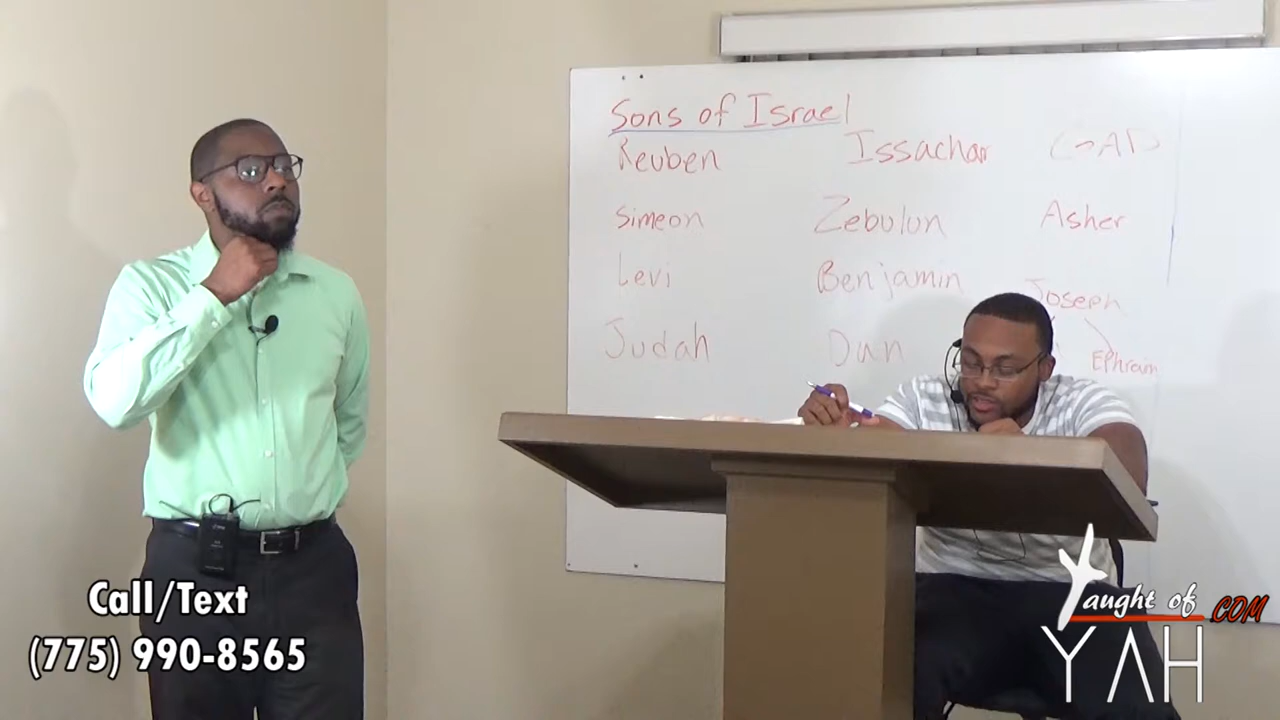 Sons of Israel
Reuben Issachar GAD
Simeon Zebulun Asher
Levi Benjamin Joseph
Judah Dan Ephraim
Call/Text
(775) 990-8565
Taught of .COM
YAH